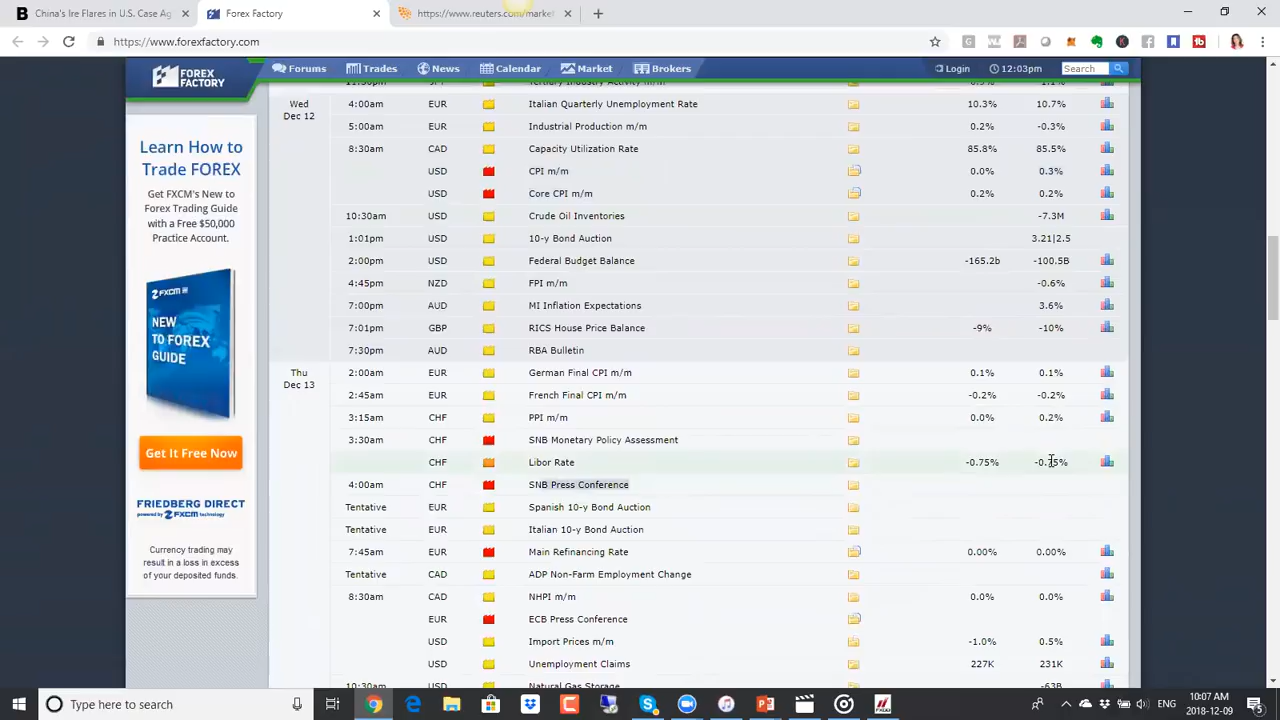 China's Ire Flares in U.S. Case Ag
Forex Factory
https://www.reuters.com/market
https://www.forexfactory.com
FOREX FACTORY
Forums
Trades
News
Calendar
Market
Brokers
Login
12:03pm
Search
Learn How to
Trade FOREX
Get FXCM's New to
Forex Trading Guide
with a Free $50,000
Practice Account.
FXCM
NEW
TO FOREX
GUIDE
Get It Free Now
FRIEDBERG DIRECT
powered by FXCM technology
Currency trading may
result in a loss in excess
of your deposited funds.
Wed Dec 12 4:00am EUR Italian Quarterly Unemployment Rate 10.3% 10.7%
5:00am EUR Industrial Production m/m 0.2% -0.3%
8:30am CAD Capacity Utilization Rate 85.8% 85.5%
USD CPI m/m 0.0% 0.3%
USD Core CPI m/m 0.2% 0.2%
10:30am USD Crude Oil Inventories -7.3M
1:01pm USD 10-y Bond Auction 3.21|2.5
2:00pm USD Federal Budget Balance -165.2b -100.5B
4:45pm NZD FPI m/m -0.6%
7:00pm AUD MI Inflation Expectations 3.6%
7:01pm GBP RICS House Price Balance -9% -10%
7:30pm AUD RBA Bulletin
Thu Dec 13 2:00am EUR German Final CPI m/m 0.1% 0.1%
2:45am EUR French Final CPI m/m -0.2% -0.2%
3:15am CHF PPI m/m 0.0% 0.2%
3:30am CHF SNB Monetary Policy Assessment
CHF Libor Rate -0.75% -0.75%
4:00am CHF SNB Press Conference
Tentative EUR Spanish 10-y Bond Auction
Tentative EUR Italian 10-y Bond Auction
7:45am EUR Main Refinancing Rate 0.00% 0.00%
Tentative CAD ADP Non-Farm Employment Change
8:30am CAD NHPI m/m 0.0% 0.0%
EUR ECB Press Conference
USD Import Prices m/m -1.0% 0.5%
USD Unemployment Claims 227K 231K
10:30am USD Natural Gas Storage -63B
Type here to search
ENG
10:07 AM
2018-12-09